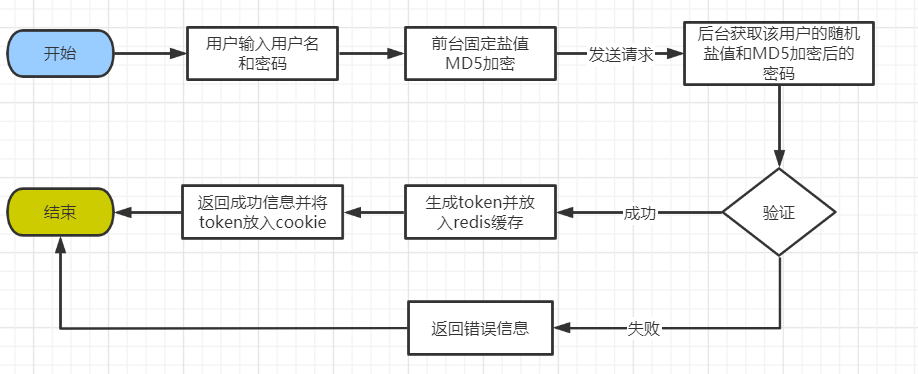 开始
用户输入用户名
和密码
前台固定盐值
MD5加密
发送请求
后台获取该用户的随机
盐值和MD5加密后的
密码
验证
成功
生成token并放
入redis缓存
返回成功信息并将
token放入cookie
结束
失败
返回错误信息